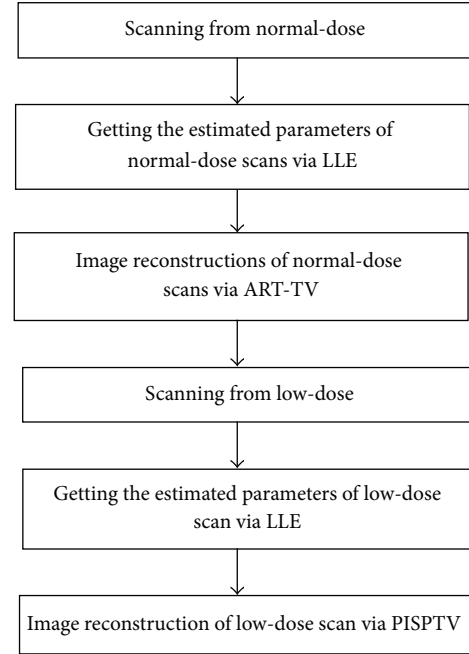 Scanning from normal-dose
Getting the estimated parameters of
normal-dose scans via LLE
Image reconstructions of normal-dose
scans via ART-TV
Scanning from low-dose
Getting the estimated parameters of low-dose
scan via LLE
Image reconstruction of low-dose scan via PISPTV